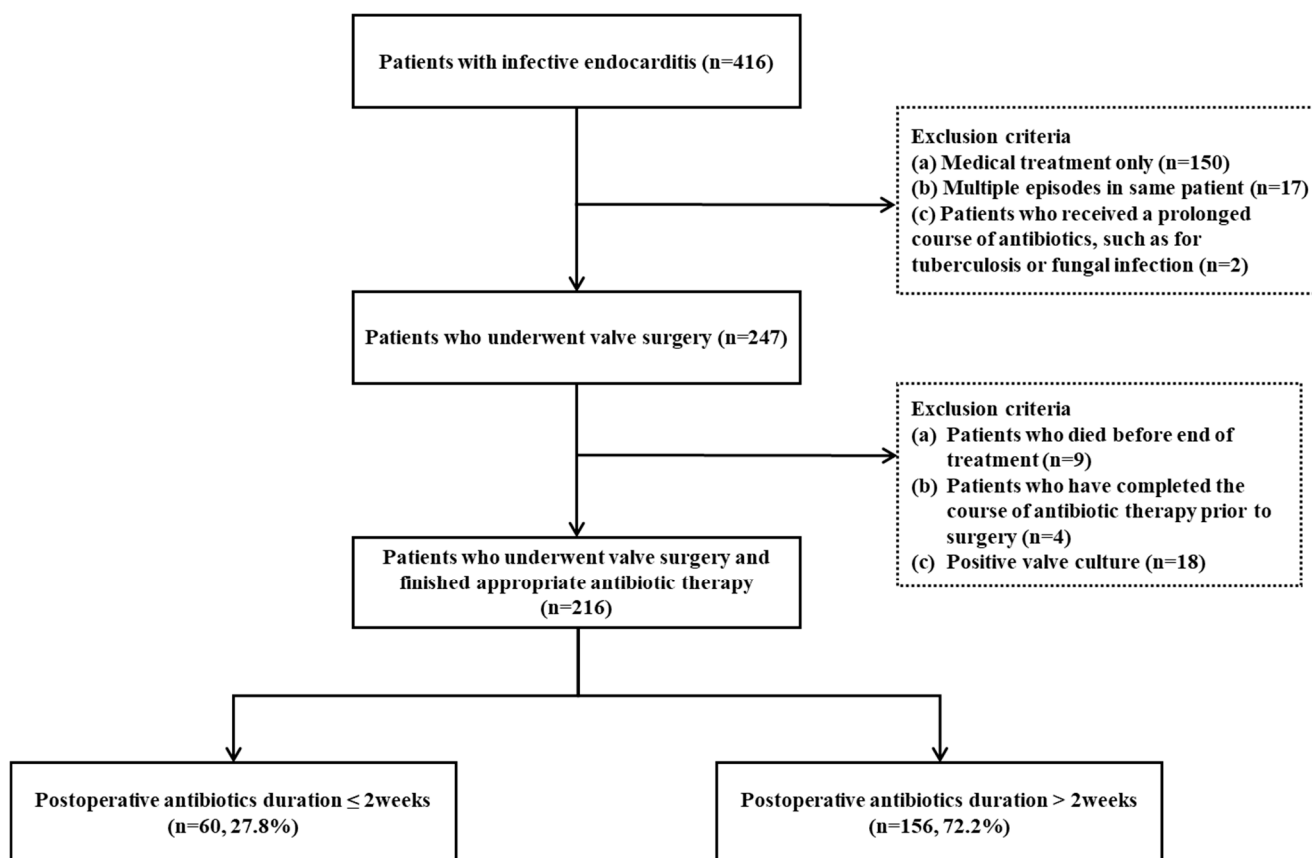 Patients with infective endocarditis (n=416)
Exclusion criteria
(a) Medical treatment only (n=150)
(b) Multiple episodes in same patient (n=17)
(c) Patients who received a prolonged
course of antibiotics, such as for
tuberculosis or fungal infection (n=2)
Patients who underwent valve surgery (n=247)
Exclusion criteria
(a) Patients who died before end of
treatment (n=9)
(b) Patients who have completed the
course of antibiotic therapy prior to
surgery (n=4)
(c) Positive valve culture (n=18)
Patients who underwent valve surgery and
finished appropriate antibiotic therapy
(n=216)
Postoperative antibiotics duration ≤ 2weeks
(n=60, 27.8%)
Postoperative antibiotics duration > 2weeks
(n=156, 72.2%)